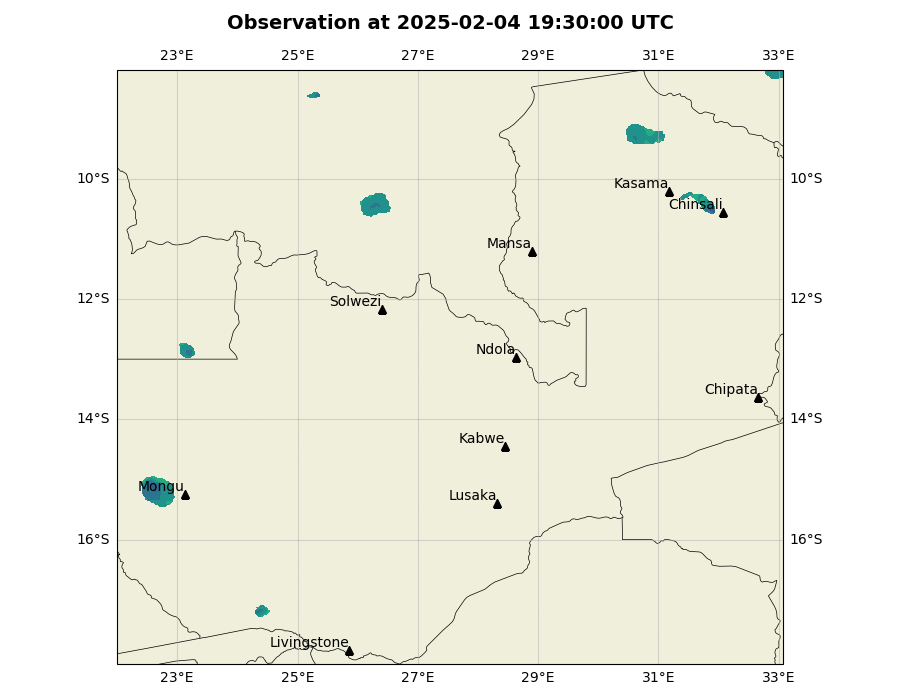 Observation at 2025-02-04 19:30:00 UTC
23°E 25°E 27°E 29°E 31°E 33°E
10°S 10°S
Kasama
Chinsali
Mansa
12°S 12°S
Solwezi
Ndola
Chipata
14°S 14°S
Kabwe
Mongu
Lusaka
16°S 16°S
Livingstone
23°E 25°E 27°E 29°E 31°E 33°E